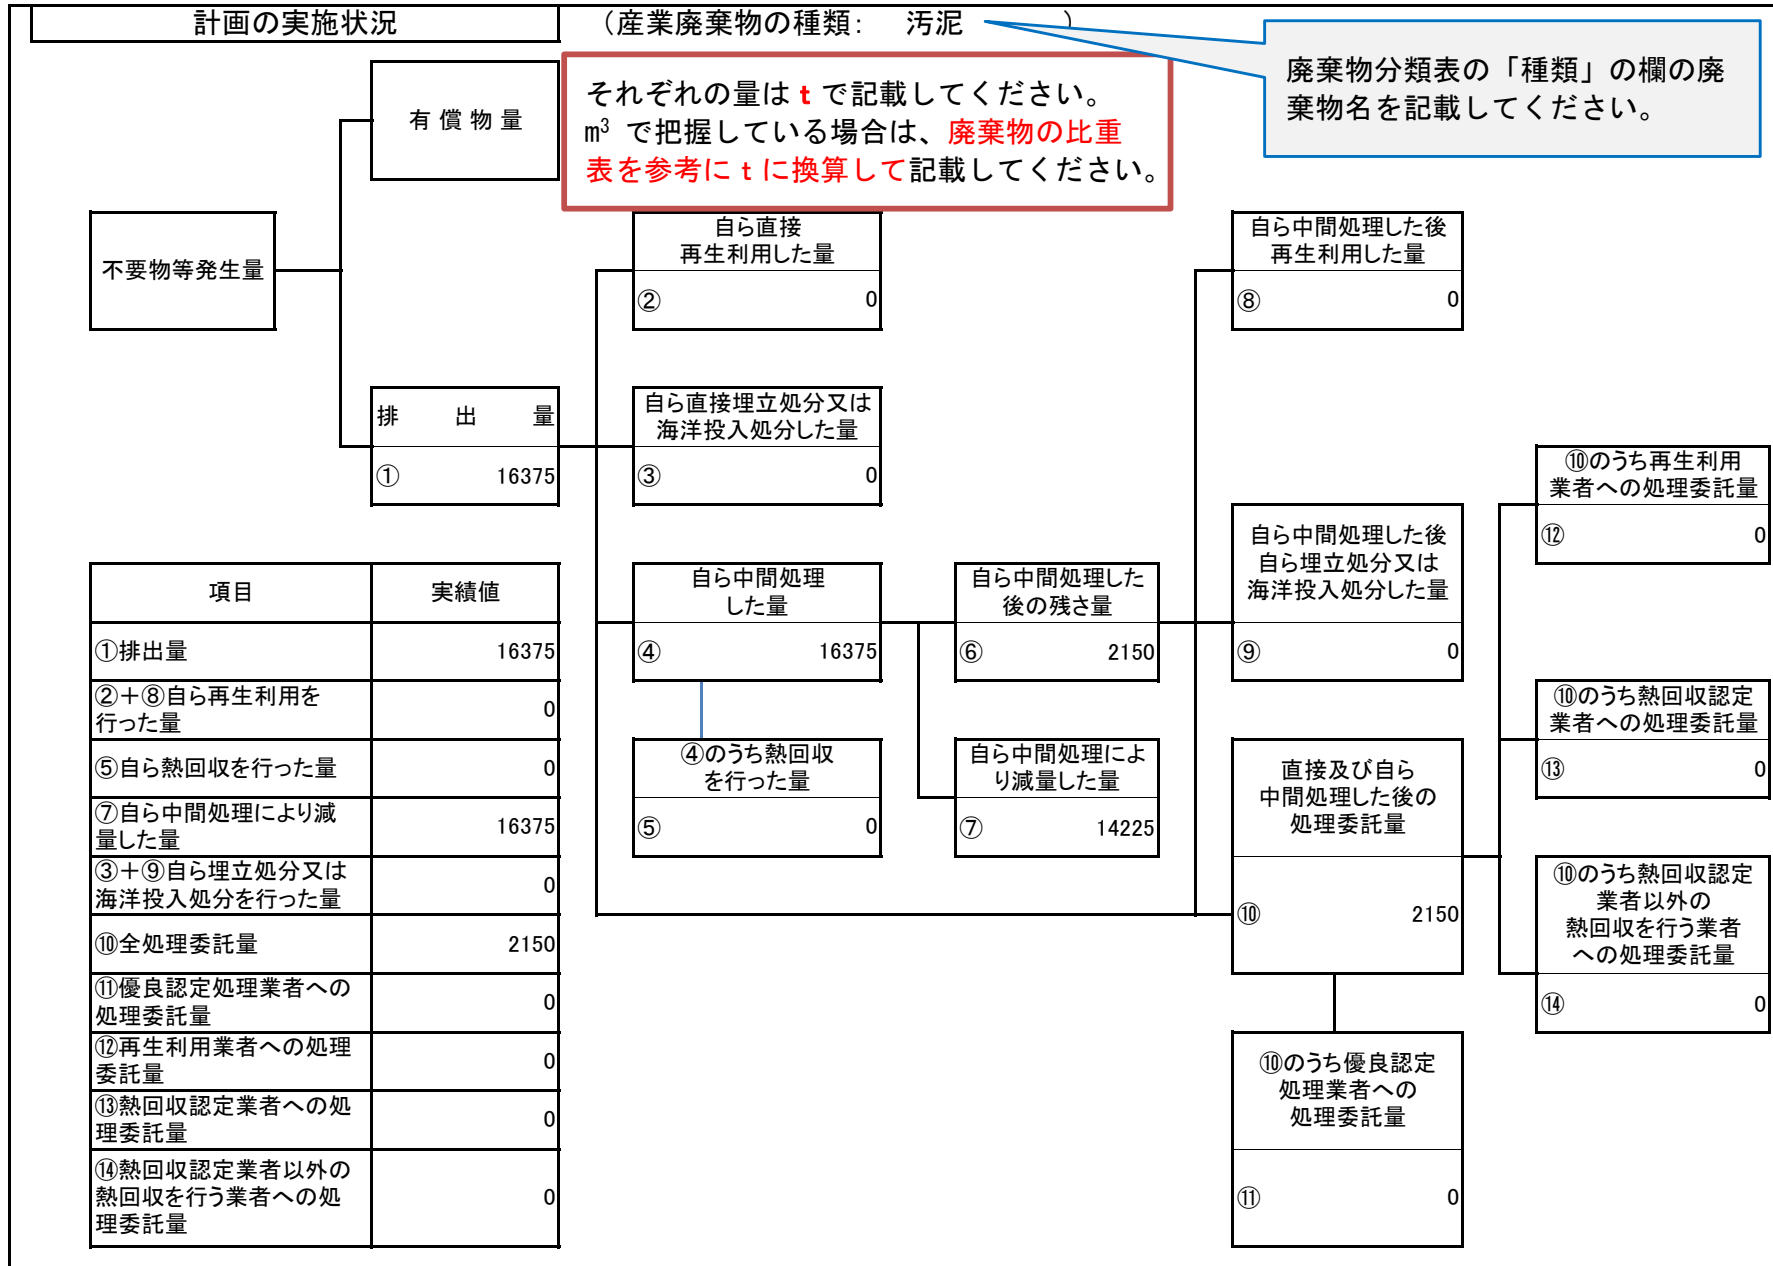 計画の実施状況
（産業廃棄物の種類： 汚泥 ）
廃棄物分類表の「種類」の欄の廃
棄物名を記載してください。
それぞれの量は t で記載してください。
m³ で把握している場合は、廃棄物の比重
表を参考に t に換算して記載してください。
有償物量
不要物等発生量
自ら直接
再生利用した量
② 0
自ら中間処理した後
再生利用した量
⑧ 0
排出量
① 16375
自ら直接埋立処分又は
海洋投入処分した量
③ 0
⑩のうち再生利用
業者への処理委託量
⑫ 0
自ら中間処理した後
自ら埋立処分又は
海洋投入処分した量
⑨ 0
自ら中間処理
した量
④ 16375
自ら中間処理した
後の残さ量
⑥ 2150
④のうち熱回収
を行った量
⑤ 0
自ら中間処理によ
り減量した量
⑦ 14225
直接及び自ら
中間処理した後の
処理委託量
⑩ 2150
⑩のうち熱回収認定
業者への処理委託量
⑬ 0
⑩のうち熱回収認定
業者以外の
熱回収を行う業者
への処理委託量
⑭ 0
⑩のうち優良認定
処理業者への
処理委託量
⑪ 0
項目 実績値
①排出量 16375
②＋⑧自ら再生利用を
行った量 0
⑤自ら熱回収を行った量 0
⑦自ら中間処理により減
量した量 16375
③＋⑨自ら埋立処分又は
海洋投入処分を行った量 0
⑩全処理委託量 2150
⑪優良認定処理業者への
処理委託量 0
⑫再生利用業者への処理
委託量 0
⑬熱回収認定業者への処
理委託量 0
⑭熱回収認定業者以外の
熱回収を行う業者への処
理委託量 0